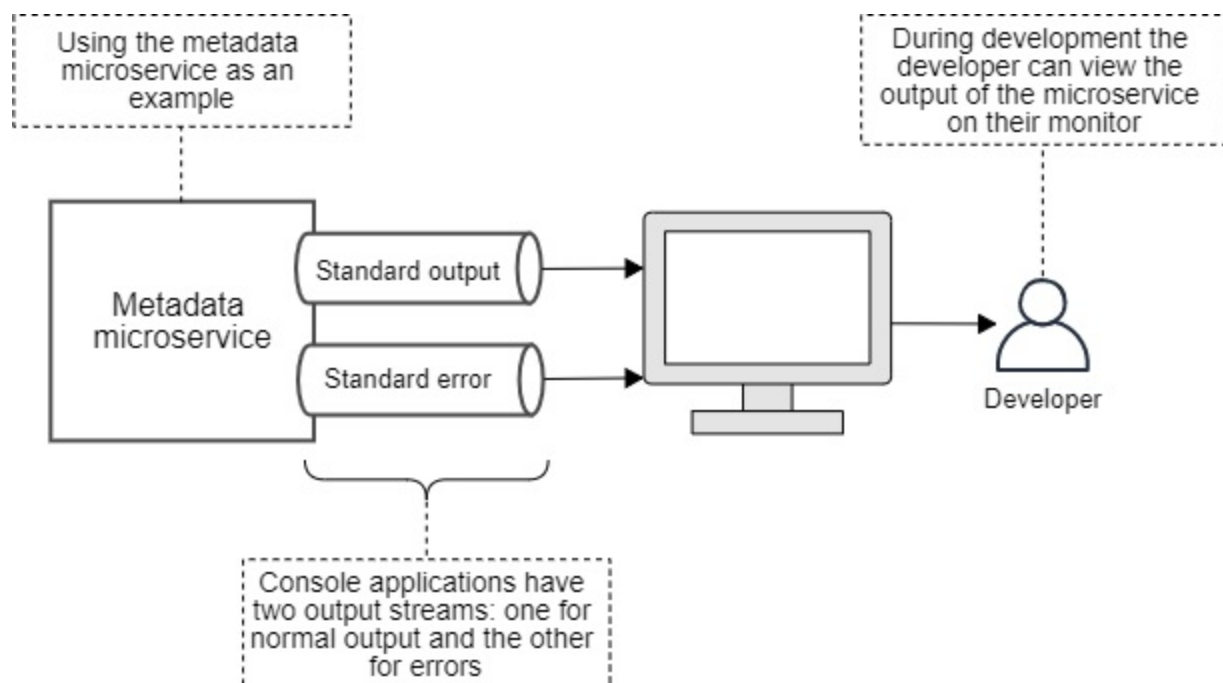 Using the metadata
microservice as an
example
During development the
developer can view the
output of the microservice
on their monitor
Metadata
microservice
Standard output
Standard error
Developer
Console applications have
two output streams: one for
normal output and the other
for errors